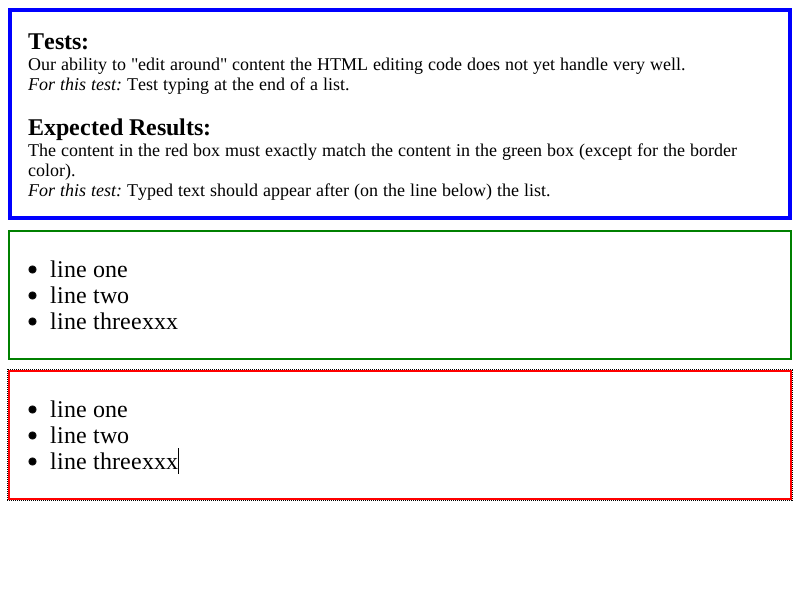 Tests:
Our ability to "edit around" content the HTML editing code does not yet handle very well.
For this test: Test typing at the end of a list.
Expected Results:
The content in the red box must exactly match the content in the green box (except for the border
color).
For this test: Typed text should appear after (on the line below) the list.
• line one
• line two
• line threexxx
• line one
• line two
• line threexxx